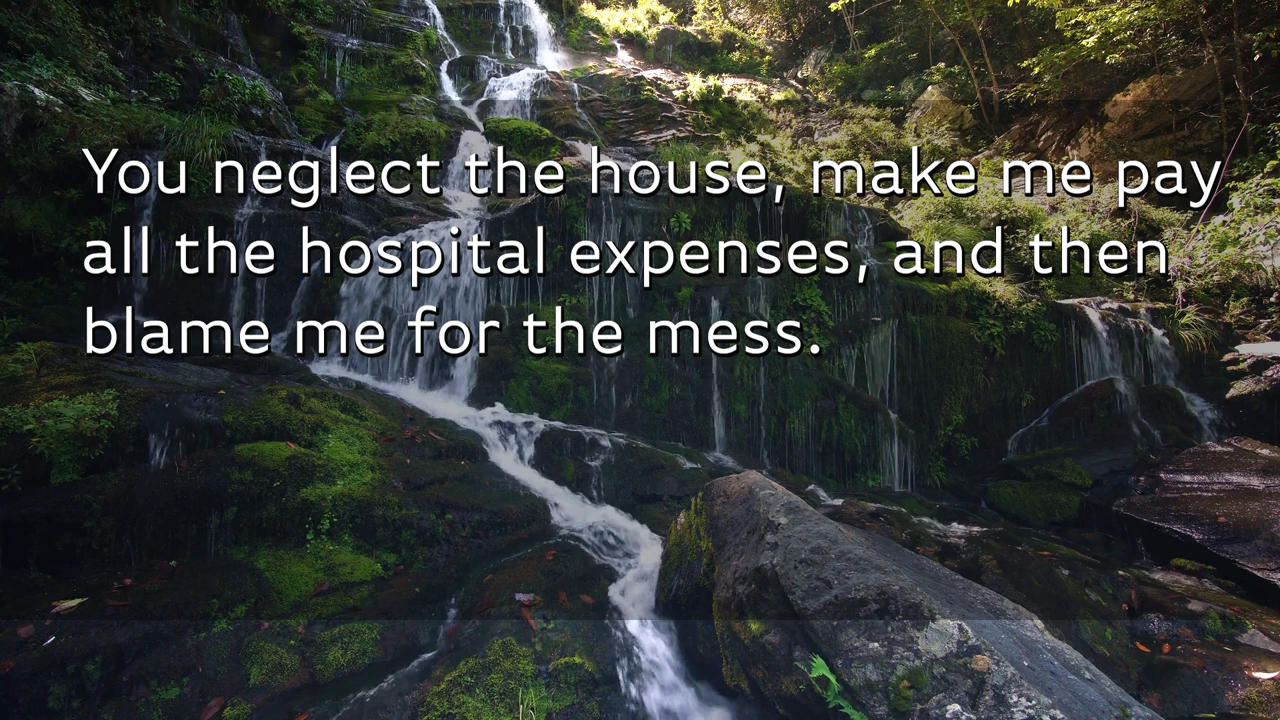 You neglect the house, make me pay
all the hospital expenses, and then
blame me for the mess.